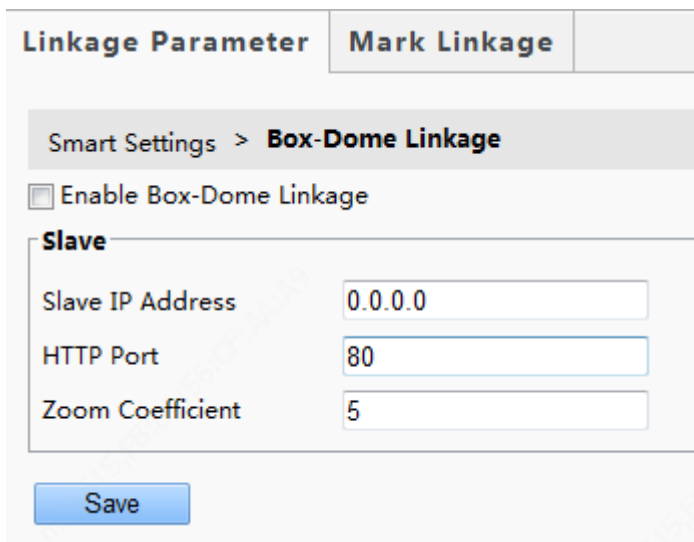 Linkage Parameter Mark Linkage
Smart Settings > Box-Dome Linkage
Enable Box-Dome Linkage
Slave
Slave IP Address 0.0.0.0
HTTP Port 80
Zoom Coefficient 5
Save